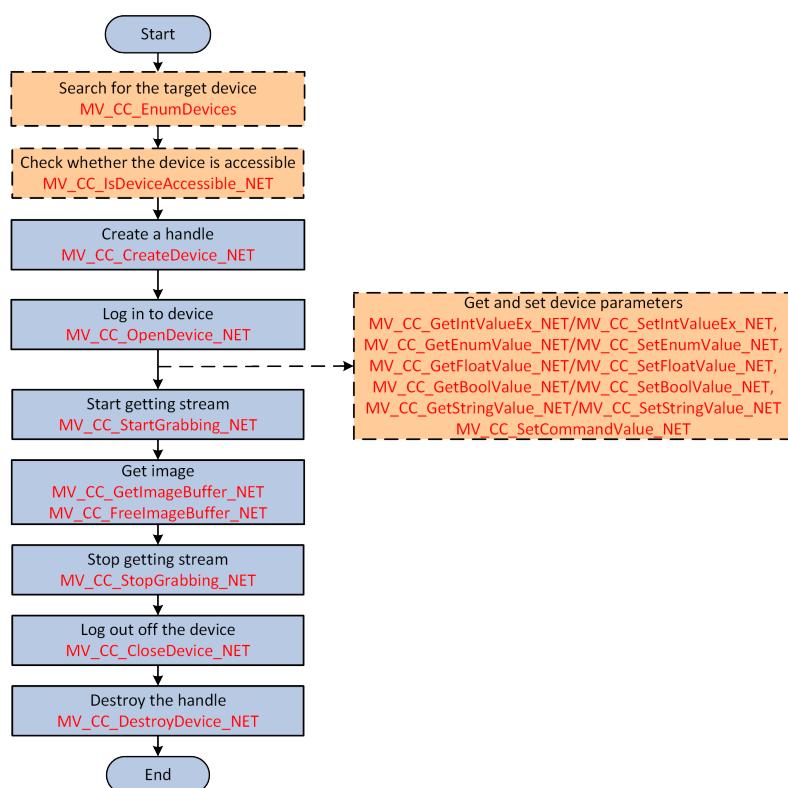 Start
Search for the target device
MV_CC_EnumDevices
Check whether the device is accessible
MV_CC_IsDeviceAccessible_NET
Create a handle
MV_CC_CreateDevice_NET
Log in to device
MV_CC_OpenDevice_NET
Get and set device parameters
MV_CC_GetIntValueEx_NET/MV_CC_SetIntValueEx_NET,
MV_CC_GetEnumValue_NET/MV_CC_SetEnumValue_NET,
MV_CC_GetFloatValue_NET/MV_CC_SetFloatValue_NET,
MV_CC_GetBoolValue_NET/MV_CC_SetBoolValue_NET,
MV_CC_GetStringValue_NET/MV_CC_SetStringValue_NET
MV_CC_SetCommandValue_NET
Start getting stream
MV_CC_StartGrabbing_NET
Get image
MV_CC_GetImageBuffer_NET
MV_CC_FreeImageBuffer_NET
Stop getting stream
MV_CC_StopGrabbing_NET
Log out off the device
MV_CC_CloseDevice_NET
Destroy the handle
MV_CC_DestroyDevice_NET
End